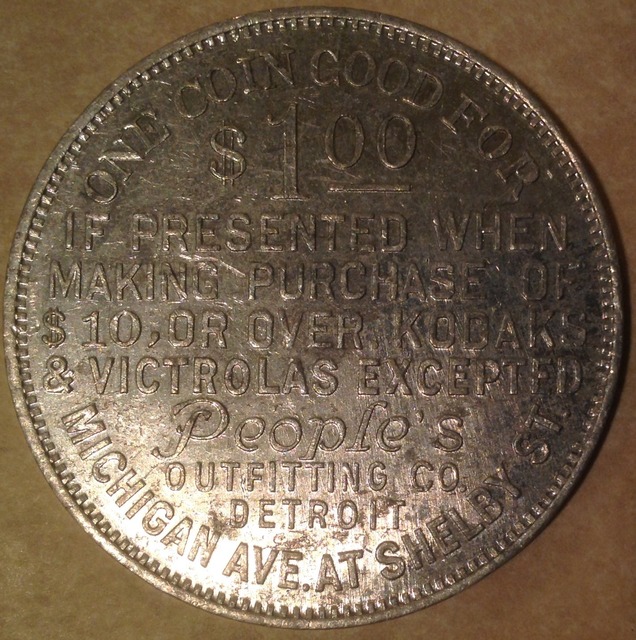 ONE COIN GOOD FOR
$1.00
IF PRESENTED WHEN
MAKING PURCHASE OF
$10, OR OVER, KODAKS
& VICTROLAS EXCEPTED
People's
OUTFITTING CO.
DETROIT
MICHIGAN AVE. AT SHELBY ST.